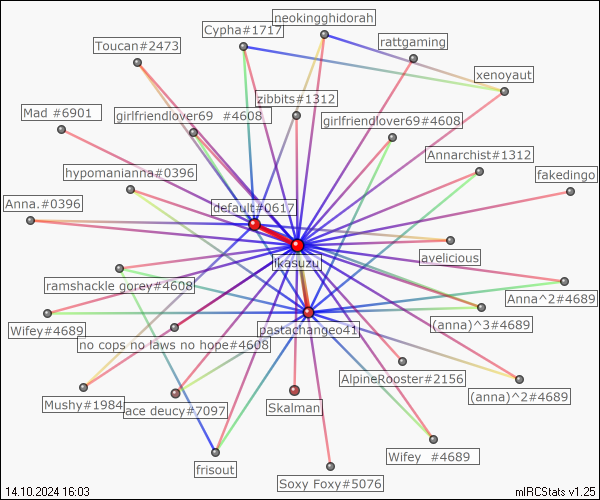 neokingghidorah
Cypha#1717
Toucan#2473
rattgaming
xenoyaut
zibbits#1312
Mad #6901
girlfriendlover69 #4608
girlfriendlover69#4608
Annarchist#1312
hypomanianna#0396
fakedingo
Anna.#0396
default#0617
avelicious
ikasuzu
ramshackle gorey#4608
Anna^2#4689
Wifey#4689
pastachangeo41
(anna)^3#4689
no cops no laws no hope#4608
AlpineRooster#2156
Mushy#1984
ace deucy#7097
Skalman
(anna)^2#4689
frisout
Wifey #4689
Soxy Foxy#5076
14.10.2024 16:03
mIRCStats v1.25